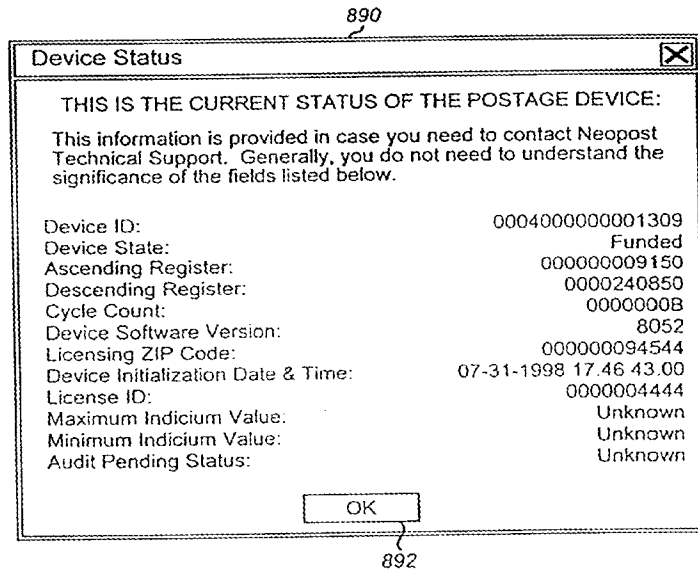 890
Device Status
THIS IS THE CURRENT STATUS OF THE POSTAGE DEVICE:
This information is provided in case you need to contact Neopost
Technical Support. Generally, you do not need to understand the
significance of the fields listed below.
Device ID: 0004000000001309
Device State: Funded
Ascending Register: 000000009150
Descending Register: 0000240850
Cycle Count: 0000000B
Device Software Version: 8052
Licensing ZIP Code: 000000094544
Device Initialization Date & Time: 07-31-1998 17.46 43.00
License ID: 0000004444
Maximum Indicium Value: Unknown
Minimum Indicium Value: Unknown
Audit Pending Status: Unknown
OK
892